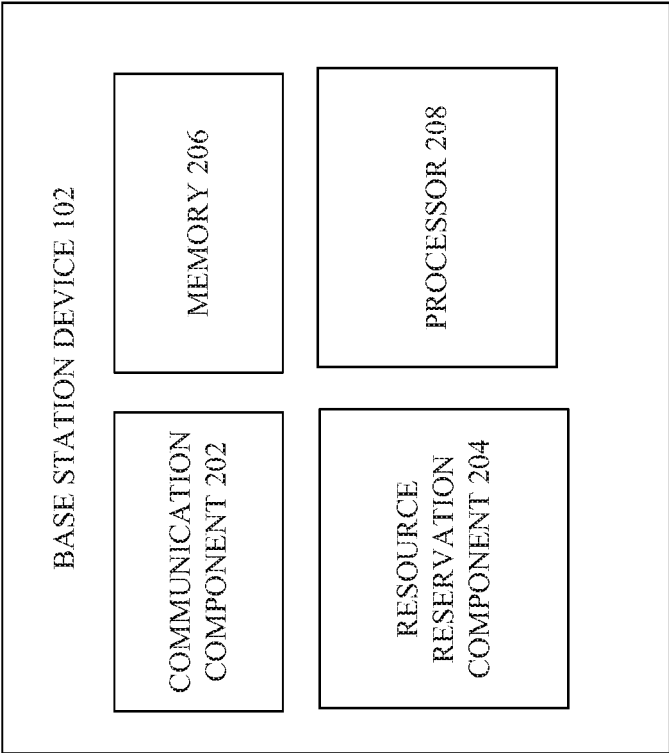 BASE STATION DEVICE 102
COMMUNICATION
COMPONENT 202
MEMORY 206
RESOURCE
RESERVATION
COMPONENT 204
PROCESSOR 208